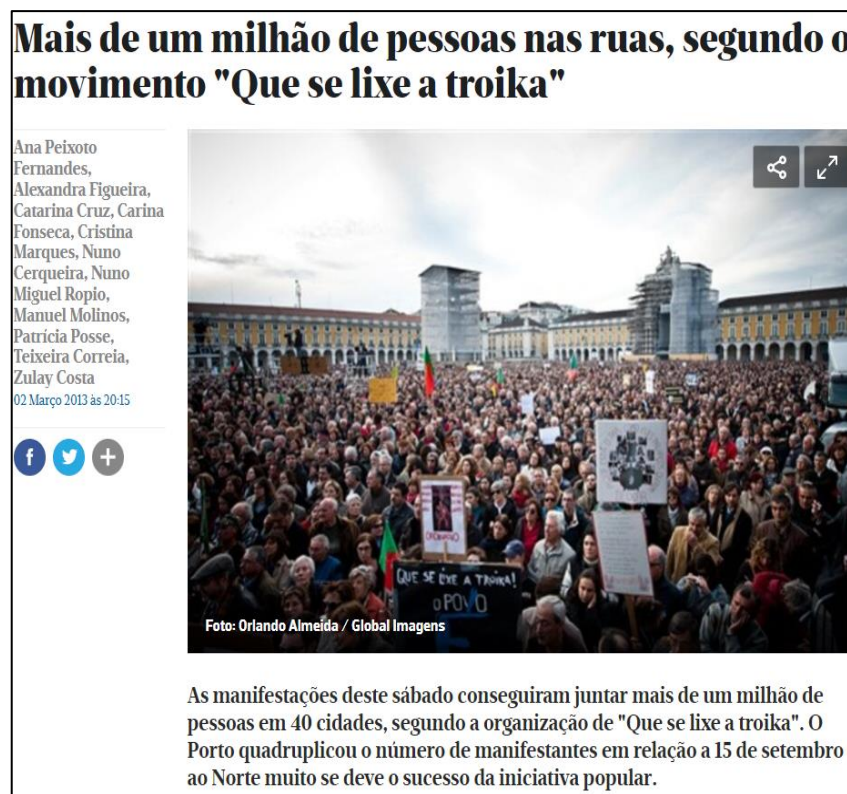 Mais de um milhão de pessoas nas ruas, segundo o
movimento "Que se lixe a troika"
Ana Peixoto
Fernandes,
Alexandra Figueira,
Catarina Cruz, Carina
Fonseca, Cristina
Marques, Nuno
Cerqueira, Nuno
Miguel Ropio,
Manuel Molinos,
Patrícia Posse,
Teixeira Correia,
Zulay Costa
02 Março 2013 às 20:15
QUE SE LIXE A TROIKA!
O POVO
Foto: Orlando Almeida / Global Imagens
As manifestações deste sábado conseguiram juntar mais de um milhão de
pessoas em 40 cidades, segundo a organização de "Que se lixe a troika". O
Porto quadruplicou o número de manifestantes em relação a 15 de setembro
ao Norte muito se deve o sucesso da iniciativa popular.